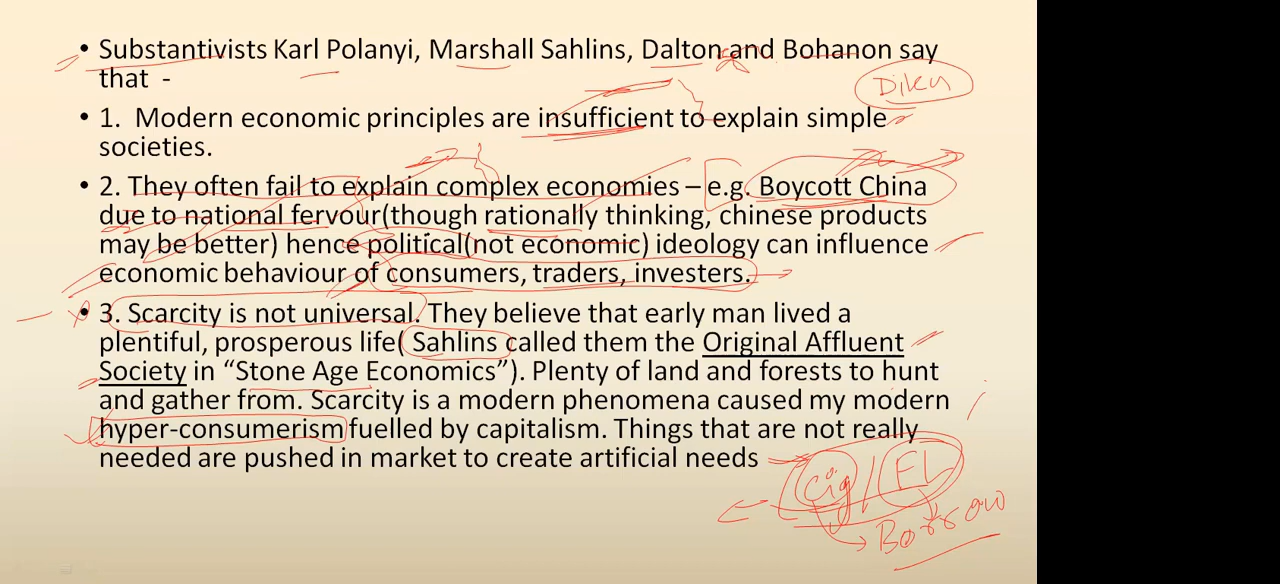 • Substantivists Karl Polanyi, Marshall Sahlins, Dalton and Bohanon say
that -
Diku
• 1. Modern economic principles are insufficient to explain simple
societies.
• 2. They often fail to explain complex economies – e.g. Boycott China
due to national fervour(though rationally thinking, chinese products
may be better) hence political(not economic) ideology can influence
economic behaviour of consumers, traders, investers.
• 3. Scarcity is not universal. They believe that early man lived a
plentiful, prosperous life( Sahlins called them the Original Affluent
Society in “Stone Age Economics”). Plenty of land and forests to hunt
and gather from. Scarcity is a modern phenomena caused my modern
hyper-consumerism fuelled by capitalism. Things that are not really
needed are pushed in market to create artificial needs
Cig / FL
Borrow